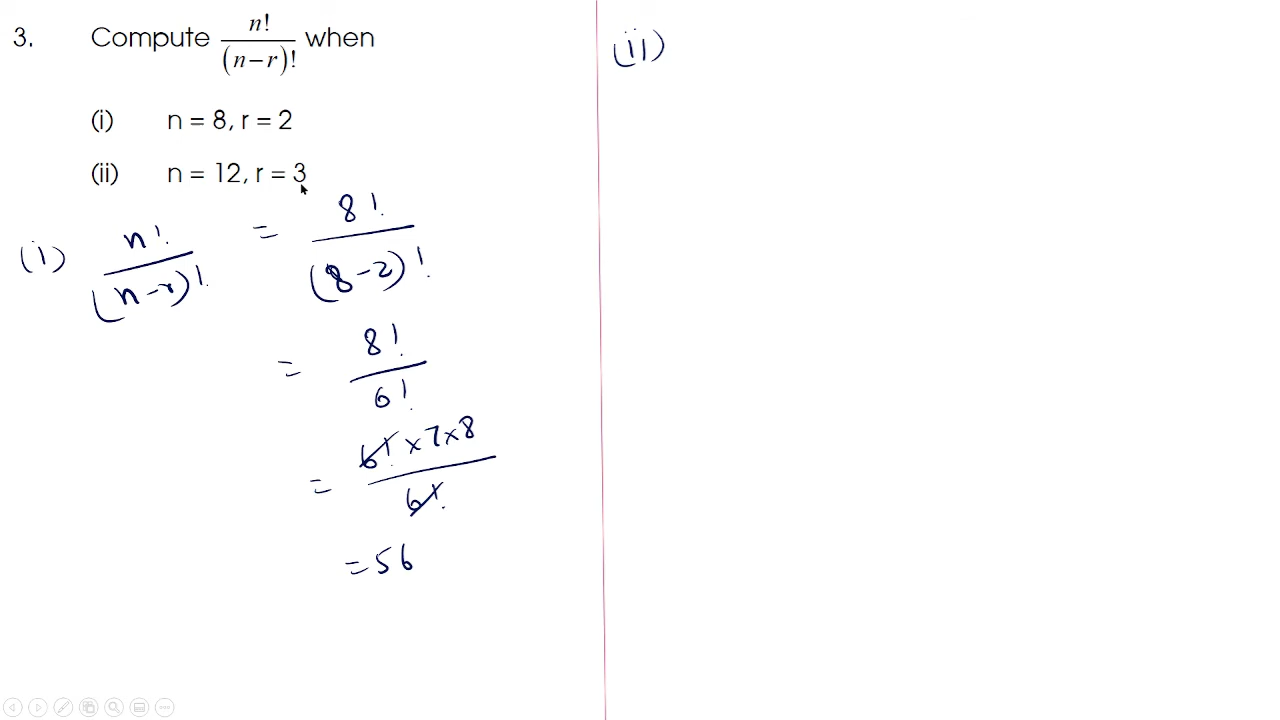 3. Compute n!/(n−r)! when
(i) n = 8, r = 2
(ii) n = 12, r = 3
(i) n!/(n−r)! = 8!/(8−2)!
= 8!/6!
= 6!×7×8/6!
= 56
(ii)